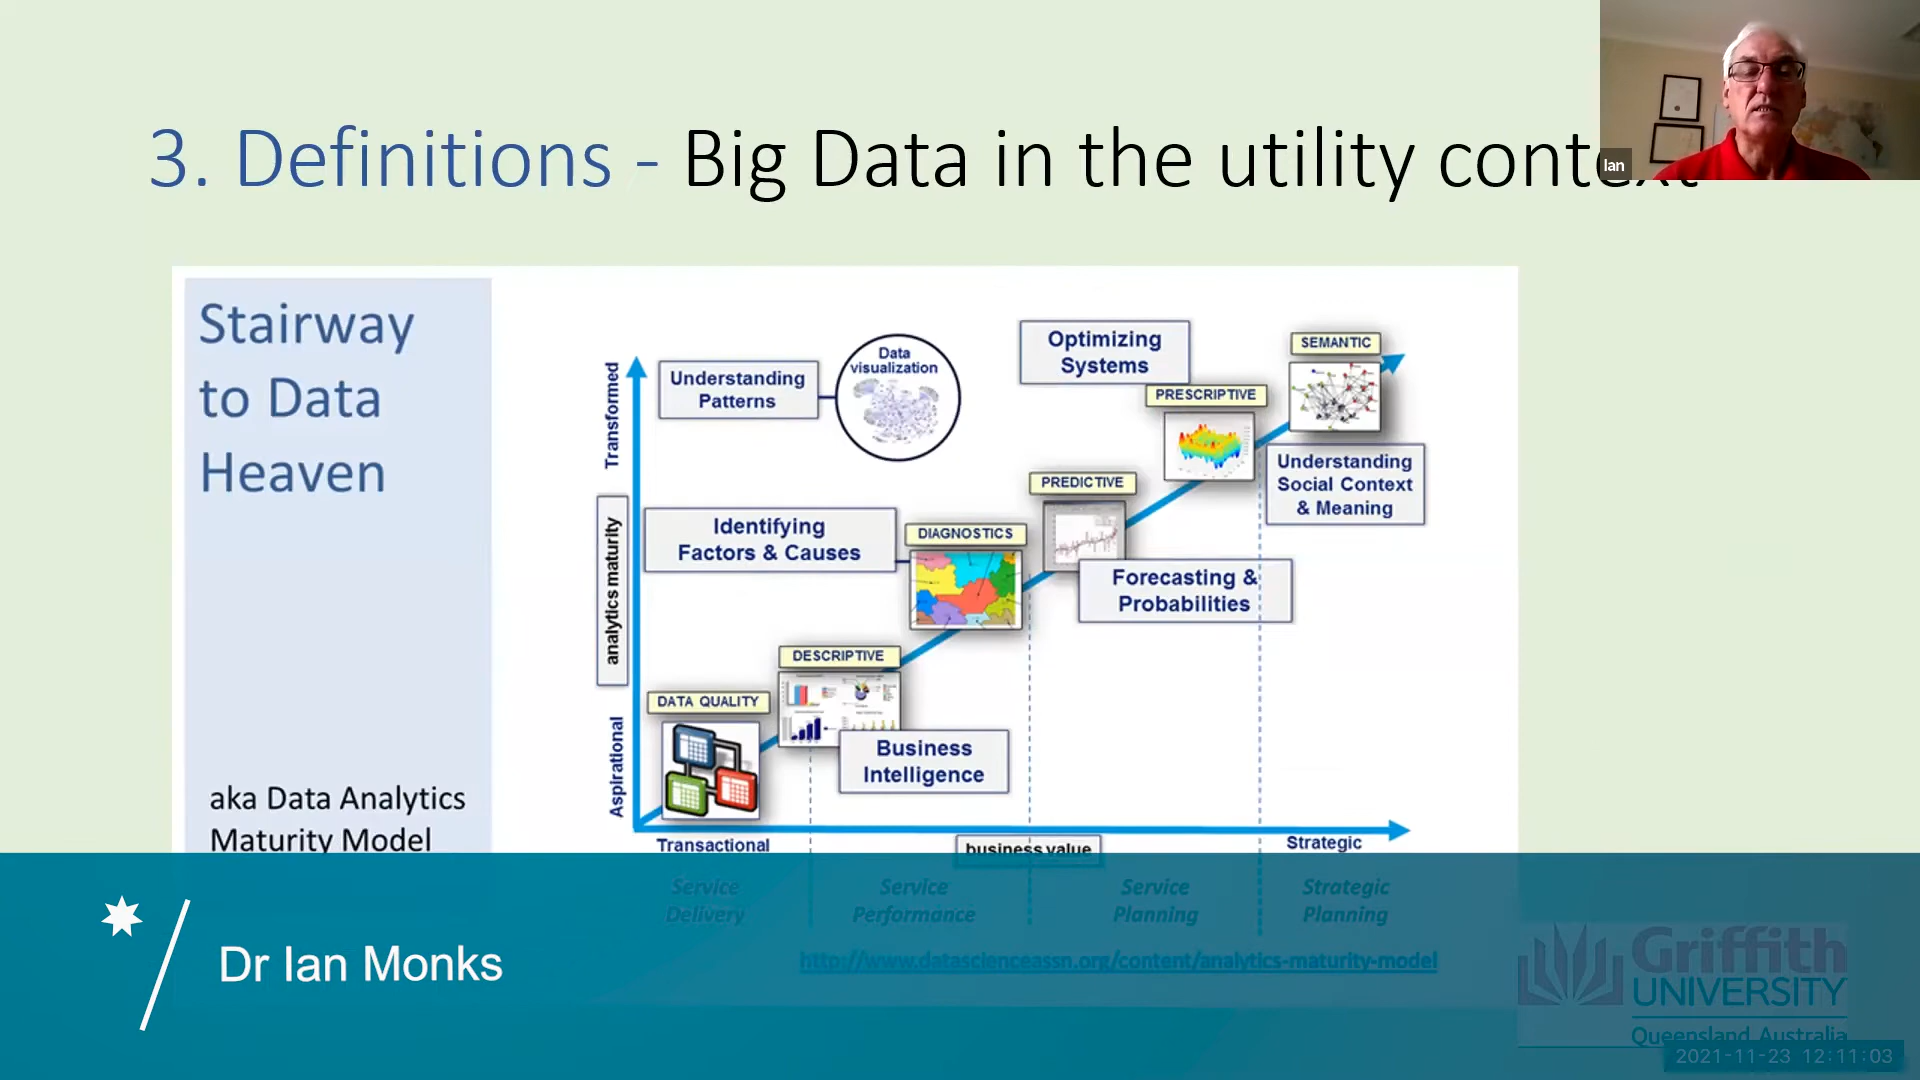 3. Definitions - Big Data in the utility context
Ian
Stairway
to Data
Heaven
aka Data Analytics
Maturity Model
Transformed
analytics maturity
Aspirational
Understanding
Patterns
Data
visualization
Optimizing
Systems
SEMANTIC
PRESCRIPTIVE
Understanding
Social Context
& Meaning
PREDICTIVE
Identifying
Factors & Causes
DIAGNOSTICS
Forecasting &
Probabilities
DESCRIPTIVE
DATA QUALITY
Business
Intelligence
Transactional
business value
Strategic
Service
Delivery
Service
Performance
Service
Planning
Strategic
Planning
http://www.datascienceassn.org/content/analytics-maturity-model
Dr Ian Monks
Griffith
UNIVERSITY
Queensland Australia
2021-11-23 12:11:03